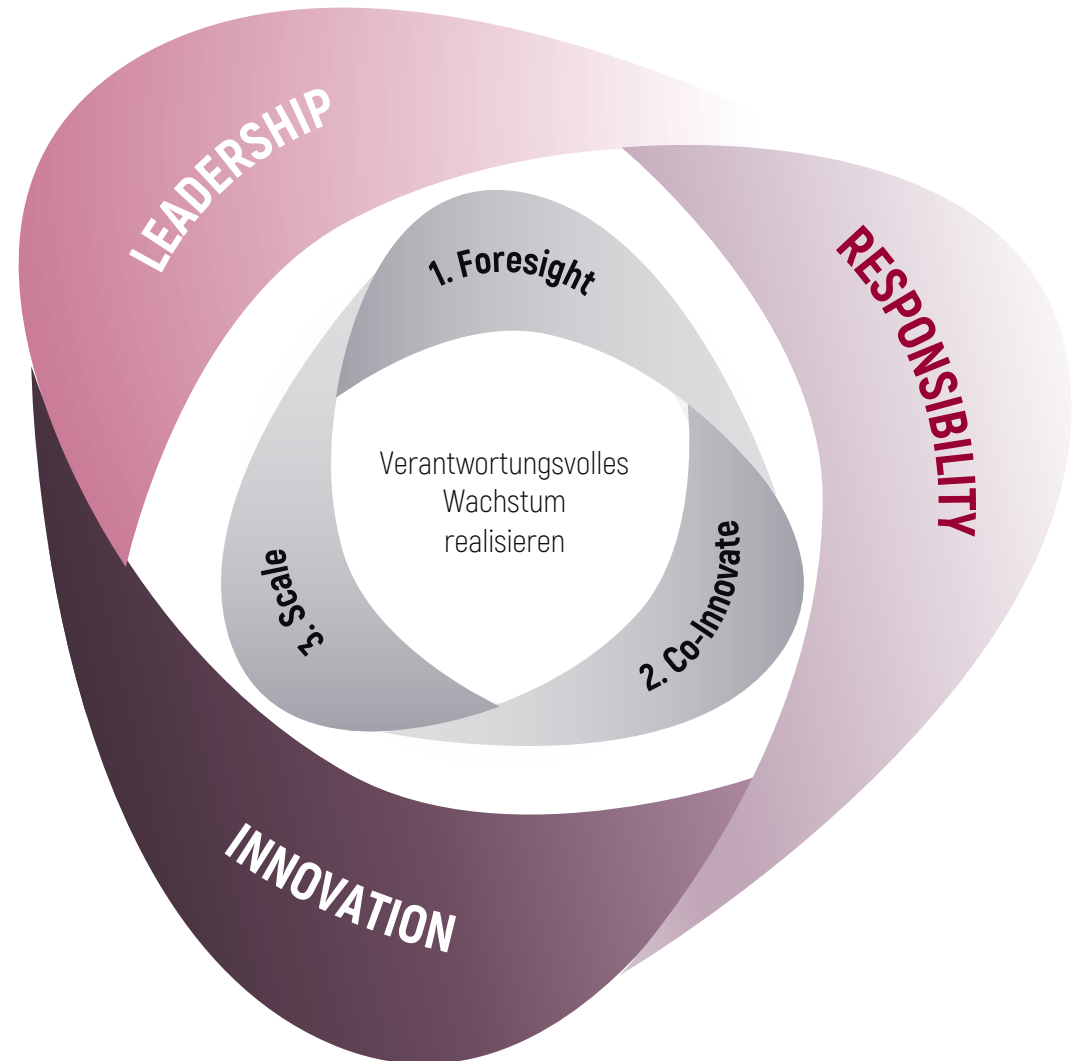 LEADERSHIP
RESPONSIBILITY
1. Foresight
Verantwortungsvolles
Wachstum
realisieren
2. Co-Innovate
3. Scale
INNOVATION